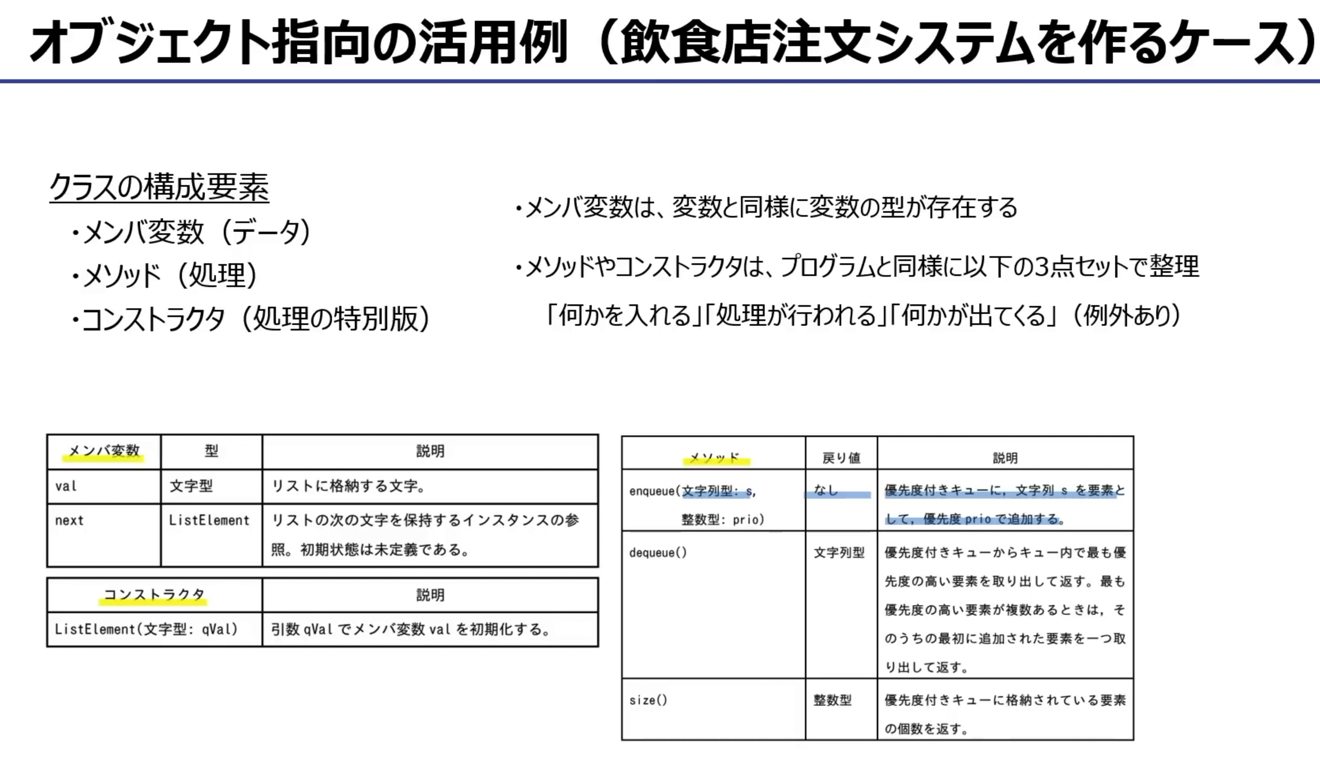 オブジェクト指向の活用例（飲食店注文システムを作るケース）
クラスの構成要素
・メンバ変数（データ）
・メソッド（処理）
・コンストラクタ（処理の特別版）
・メンバ変数は、変数と同様に変数の型が存在する
・メソッドやコンストラクタは、プログラムと同様に以下の3点セットで整理
「何かを入れる」「処理が行われる」「何かが出てくる」（例外あり）
メンバ変数 型 説明
val 文字型 リストに格納する文字。
next ListElement リストの次の文字を保持するインスタンスの参
照。初期状態は未定義である。
コンストラクタ 説明
ListElement(文字型: qVal) 引数 qVal でメンバ変数 val を初期化する。
メソッド 戻り値 説明
enqueue(文字列型: s, なし 優先度付きキューに，文字列 s を要素と
整数型: prio) して，優先度 prio で追加する。
dequeue() 文字列型 優先度付きキューからキュー内で最も優
先度の高い要素を取り出して返す。最も
優先度の高い要素が複数あるときは，そ
のうちの最初に追加された要素を一つ取
り出して返す。
size() 整数型 優先度付きキューに格納されている要素
の個数を返す。